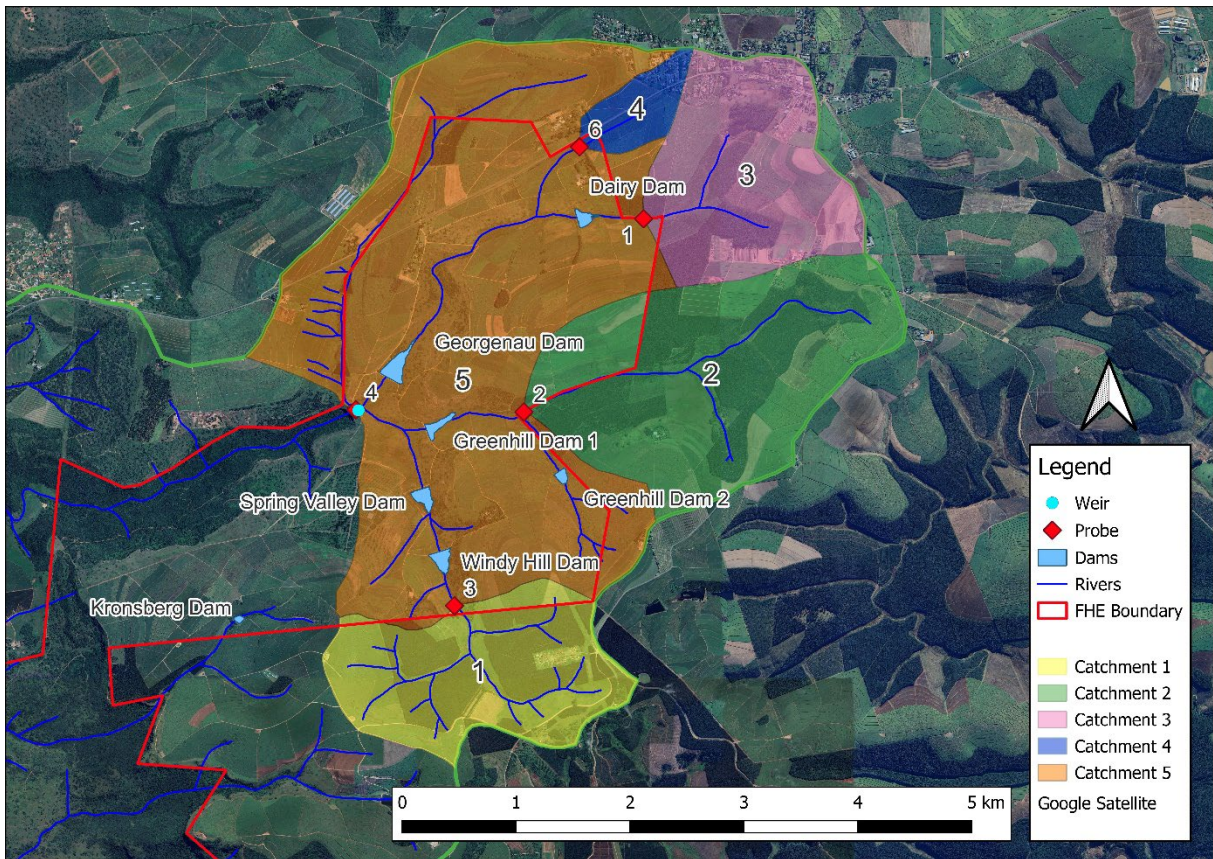 4
6
3
Dairy Dam
1
Georgenau Dam
2
5
4
2
Greenhill Dam 1
Spring Valley Dam
Greenhill Dam 2
Windy Hill Dam
Kronsberg Dam
3
1
Legend
Weir
Probe
Dams
Rivers
FHE Boundary
Catchment 1
Catchment 2
Catchment 3
Catchment 4
Catchment 5
Google Satellite
0 1 2 3 4 5 km